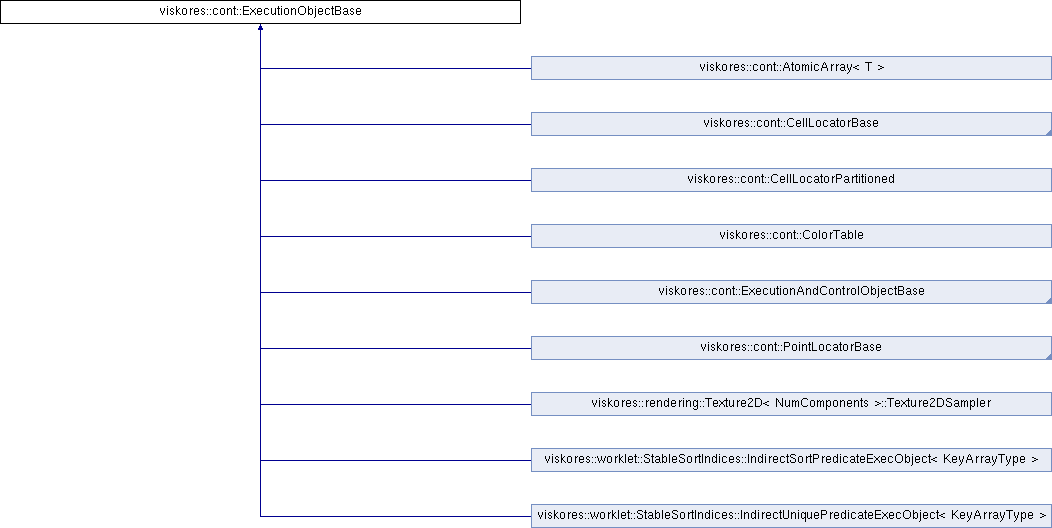 viskores::cont::ExecutionObjectBase
viskores::cont::AtomicArray< T >
viskores::cont::CellLocatorBase
viskores::cont::CellLocatorPartitioned
viskores::cont::ColorTable
viskores::cont::ExecutionAndControlObjectBase
viskores::cont::PointLocatorBase
viskores::rendering::Texture2D< NumComponents >::Texture2DSampler
viskores::worklet::StableSortIndices::IndirectSortPredicateExecObject< KeyArrayType >
viskores::worklet::StableSortIndices::IndirectUniquePredicateExecObject< KeyArrayType >